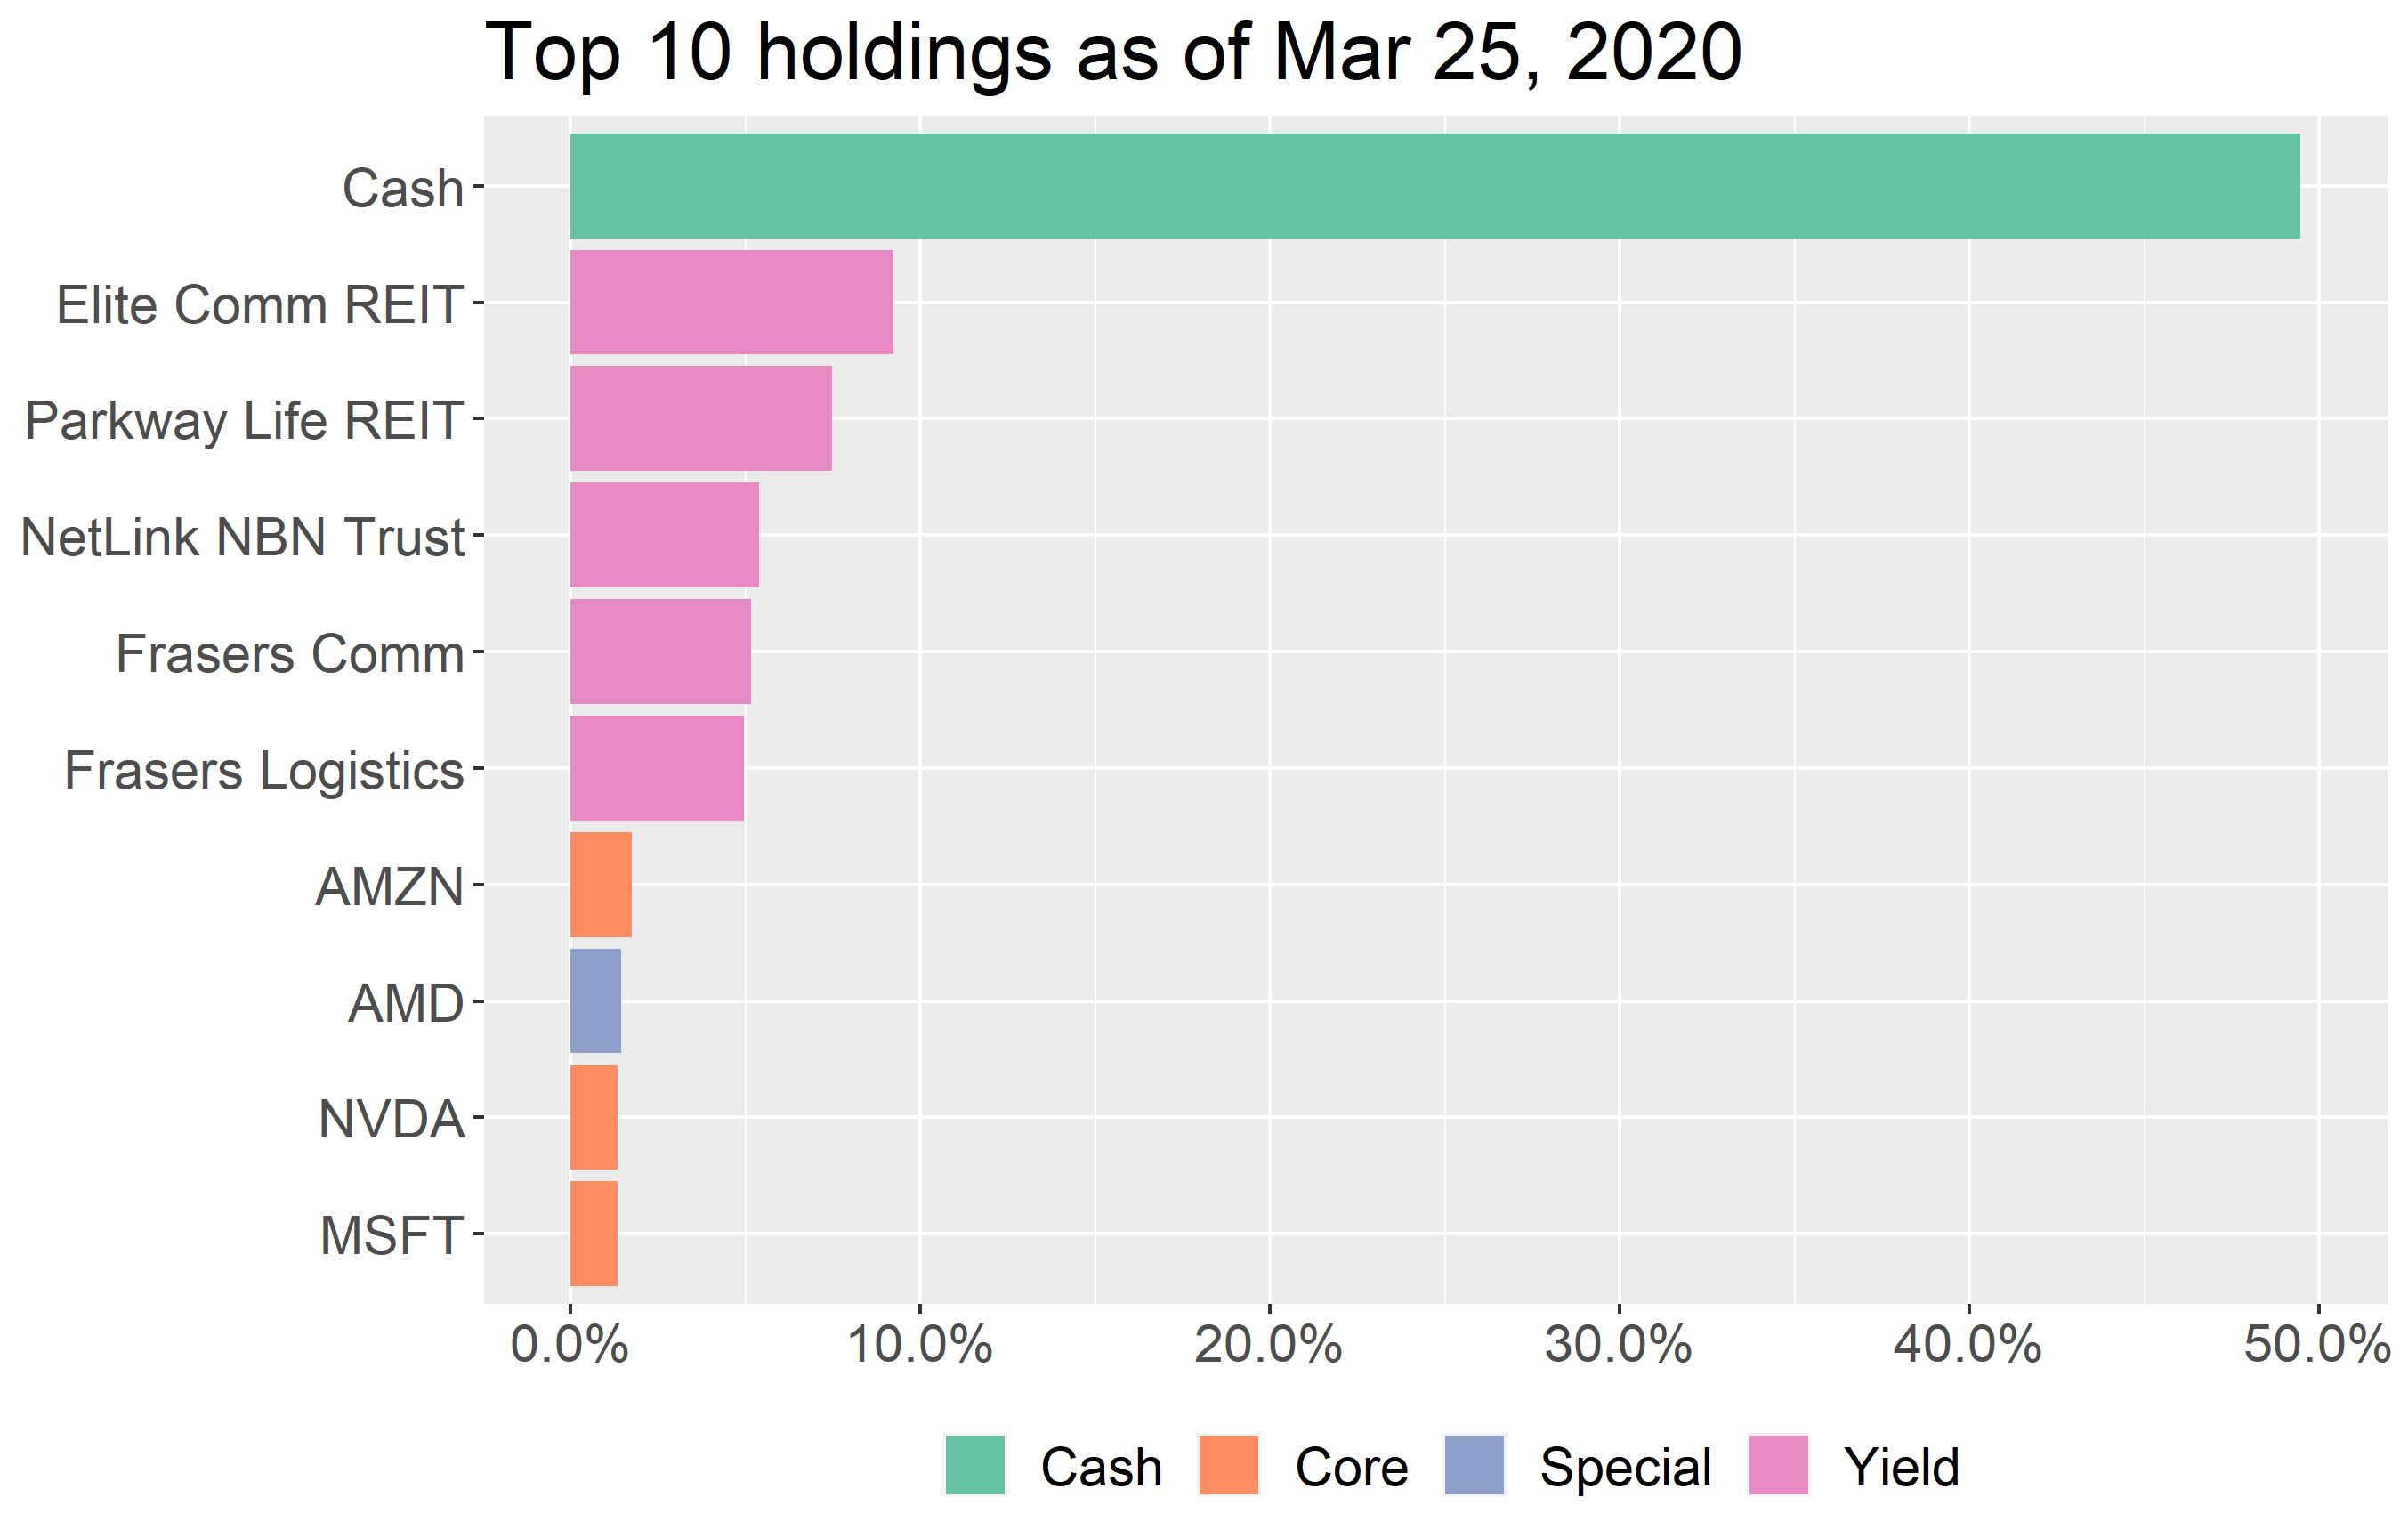 Top 10 holdings as of Mar 25, 2020
Cash
Elite Comm REIT
Parkway Life REIT
NetLink NBN Trust
Frasers Comm
Frasers Logistics
AMZN
AMD
NVDA
MSFT
0.0% 10.0% 20.0% 30.0% 40.0% 50.0%
Cash Core Special Yield